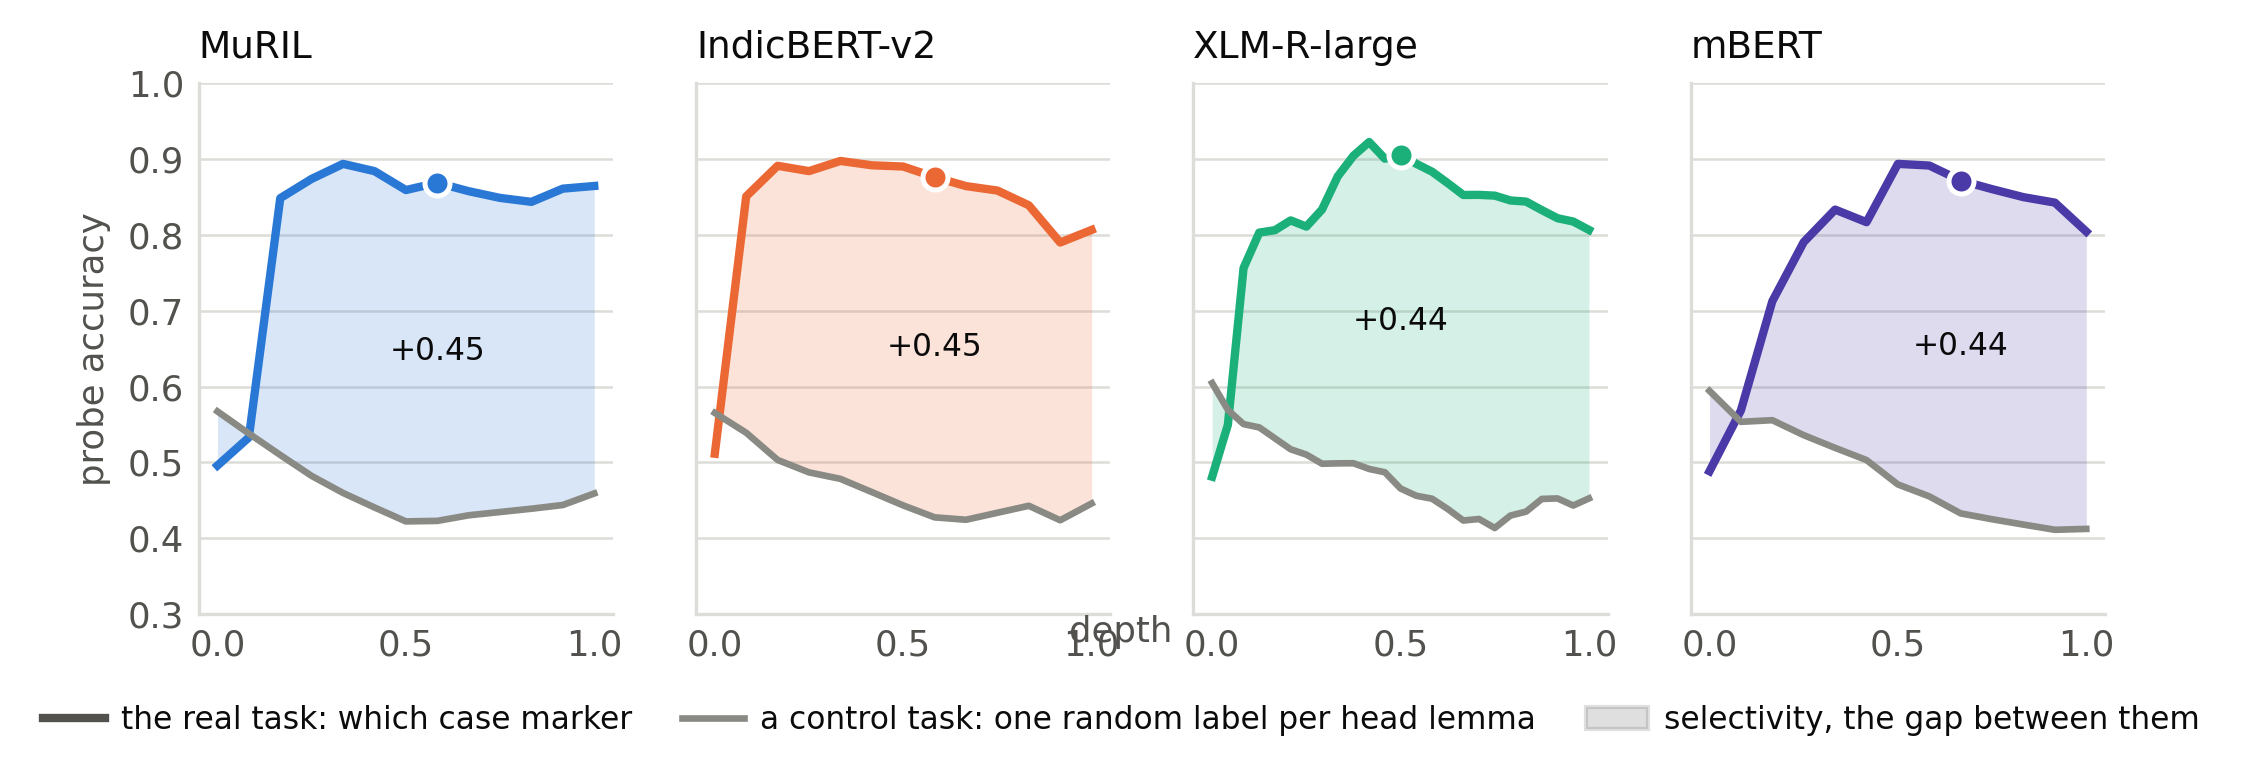 MuRIL IndicBERT-v2 XLM-R-large mBERT
1.0
0.9
0.8
0.7
0.6
0.5
0.4
0.3
probe accuracy
+0.45 +0.45 +0.44 +0.44
0.0 0.5 1.0 0.0 0.5 1.0 0.0 0.5 1.0 0.0 0.5 1.0
depth
the real task: which case marker a control task: one random label per head lemma selectivity, the gap between them